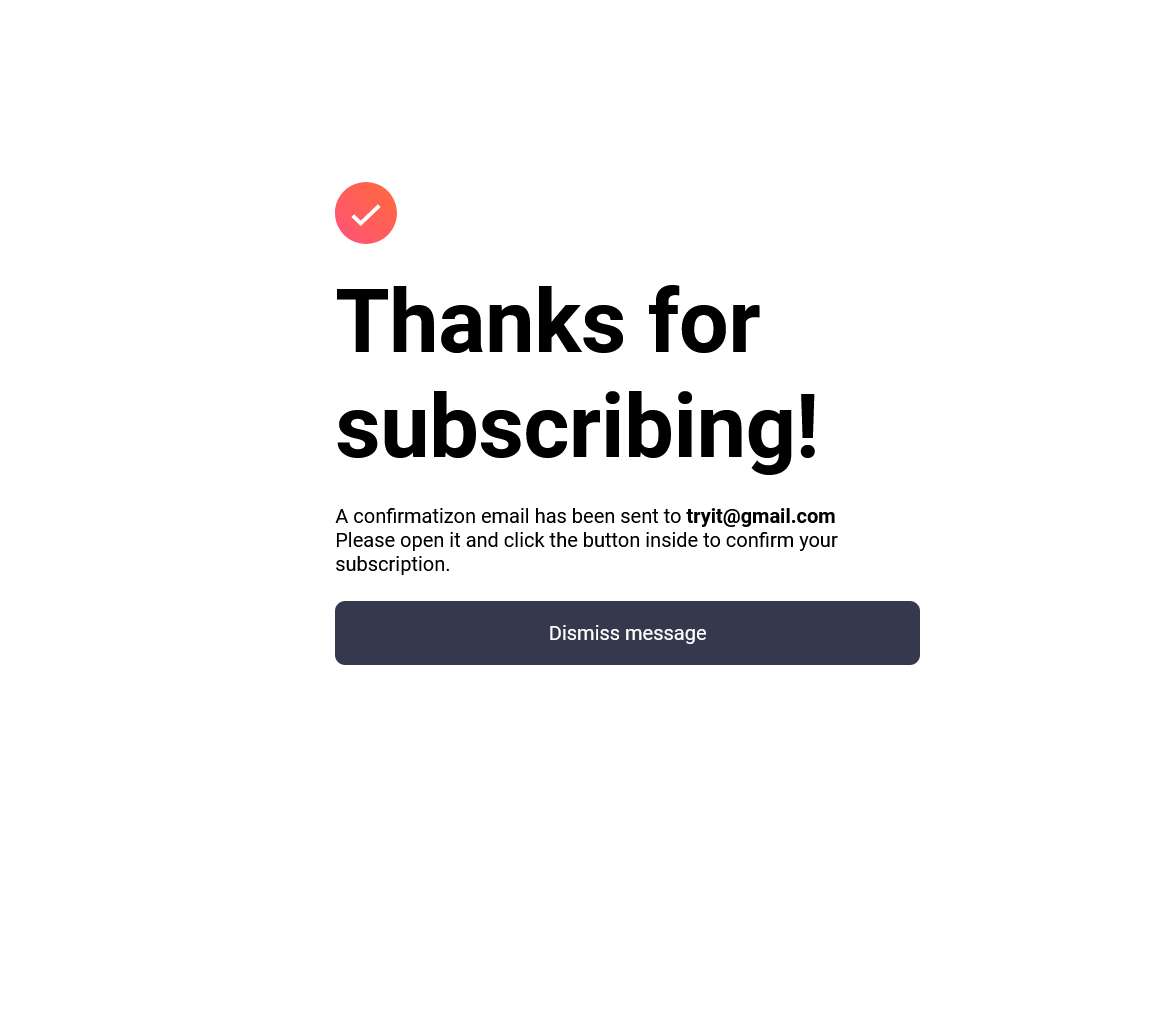 Thanks for
subscribing!
A confirmatizon email has been sent to tryit@gmail.com
Please open it and click the button inside to confirm your
subscription.
Dismiss message